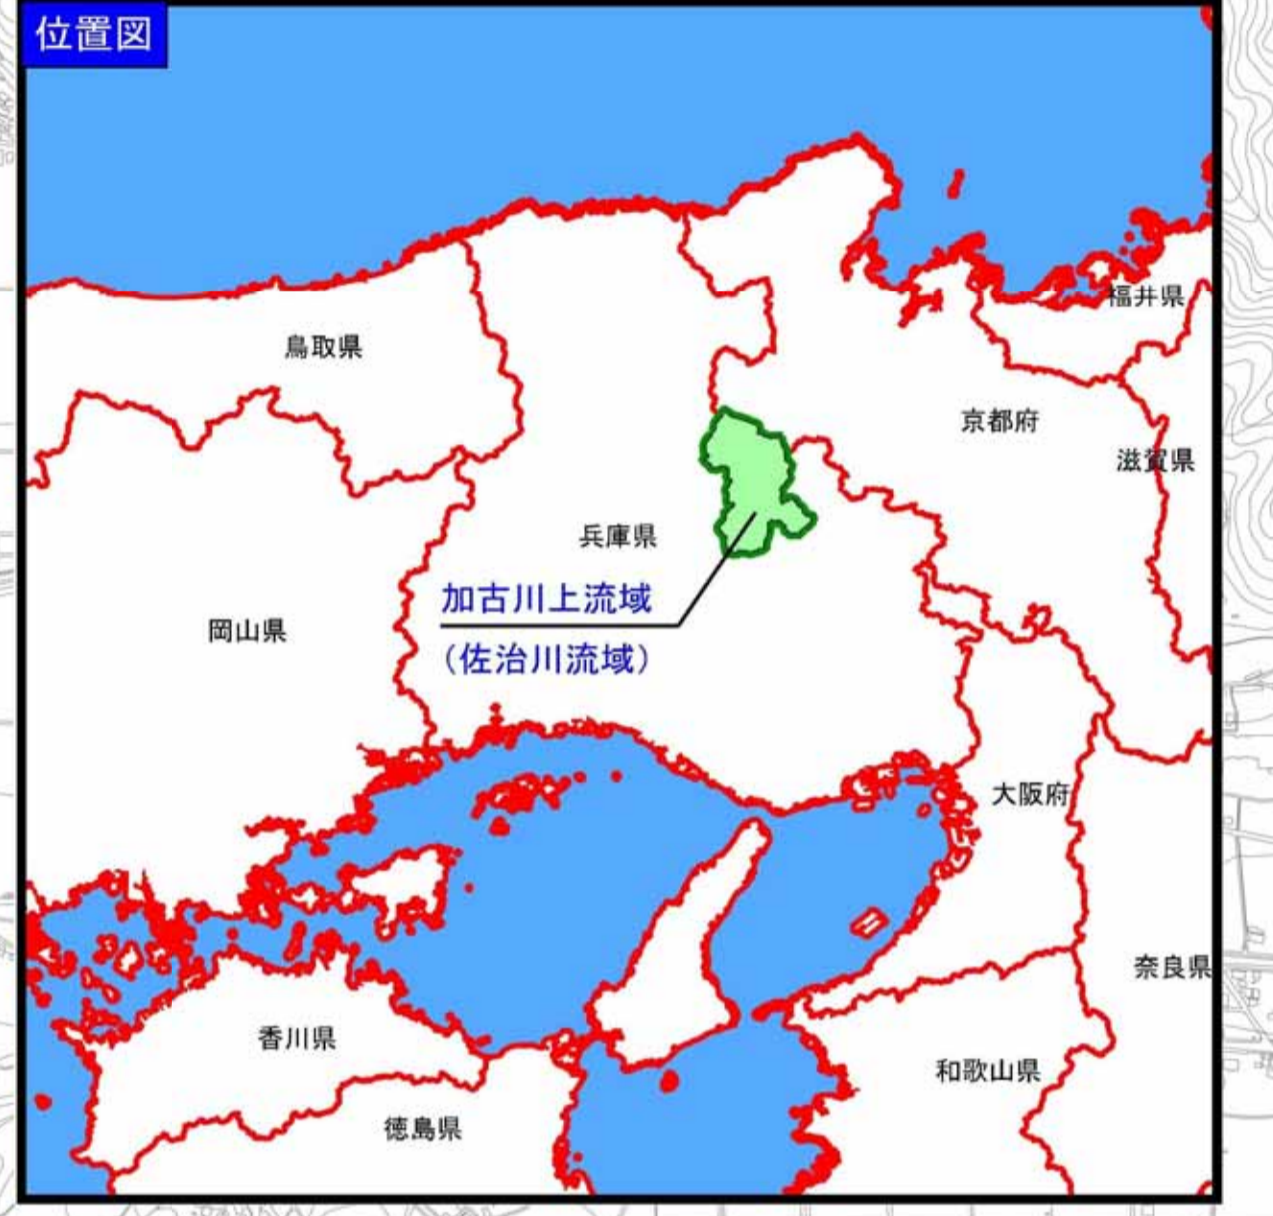 位置図
福井県
鳥取県
京都府
滋賀県
兵庫県
加古川上流域
(佐治川流域)
岡山県
大阪府
奈良県
香川県
和歌山県
徳島県